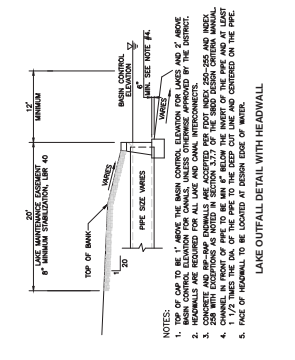 20'
12'
LAKE MAINTENANCE EASEMENT
8" MINIMUM STABILIZATION, LBR 40
MINIMUM
TOP OF BANK
VARIES
BASIN CONTROL
ELEVATION
1
20
PIPE SIZE VARIES
6"
MIN. SEE NOTE #4.
VARIES
NOTES:
1. TOP OF CAP TO BE 1' ABOVE THE BASIN CONTROL ELEVATION FOR LAKES AND 2' ABOVE
BASIN CONTROL ELEVATION FOR CANALS, UNLESS OTHERWISE APPROVED BY THE DISTRICT.
2. HEADWALLS ARE REQUIRED FOR ALL LAKE AND CANAL INTERCONNECTS.
3. CONCRETE AND RIP-RAP ENDWALLS ARE ACCEPTED PER FDOT INDEX 250-255 AND INDEX
258 WITH EXCEPTIONS AS NOTED IN SECTION 3.7.7 OF THE SBDD DESIGN CRITERIA MANUAL.
4. CHANNEL IN FRONT OF PIPE TO BE MIN. 6" BELOW THE INVERT OF THE PIPE AND AT LEAST
1 1/2 TIMES THE DIA. OF THE PIPE TO THE DEEP CUT LINE AND CENTERED ON THE PIPE.
5. FACE OF HEADWALL TO BE LOCATED AT DESIGN EDGE OF WATER.
LAKE OUTFALL DETAIL WITH HEADWALL